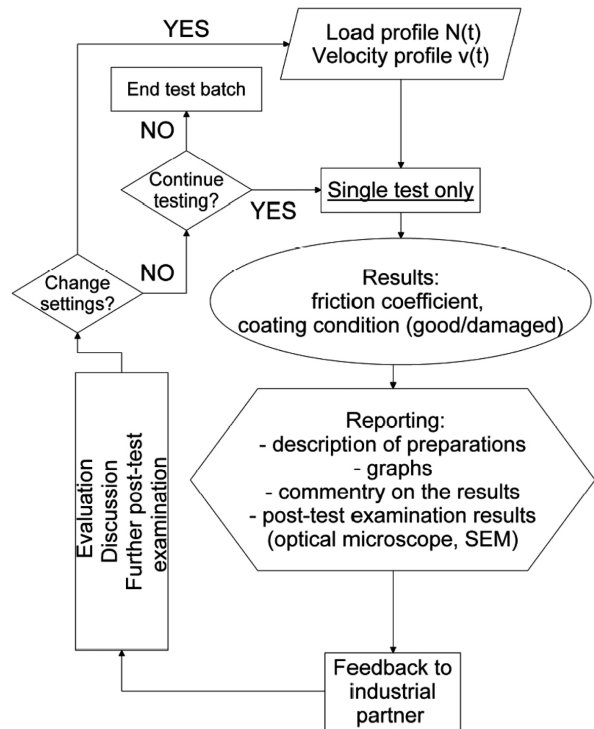 YES
Load profile N(t)
Velocity profile v(t)
End test batch
NO
Continue
testing?
YES
Single test only
NO
Change
settings?
Results:
friction coefficient,
coating condition (good/damaged)
Reporting:
- description of preparations
- graphs
- commentry on the results
- post-test examination results
(optical microscope, SEM)
Evaluation
Discussion
Further post-test
examination
Feedback to
industrial
partner